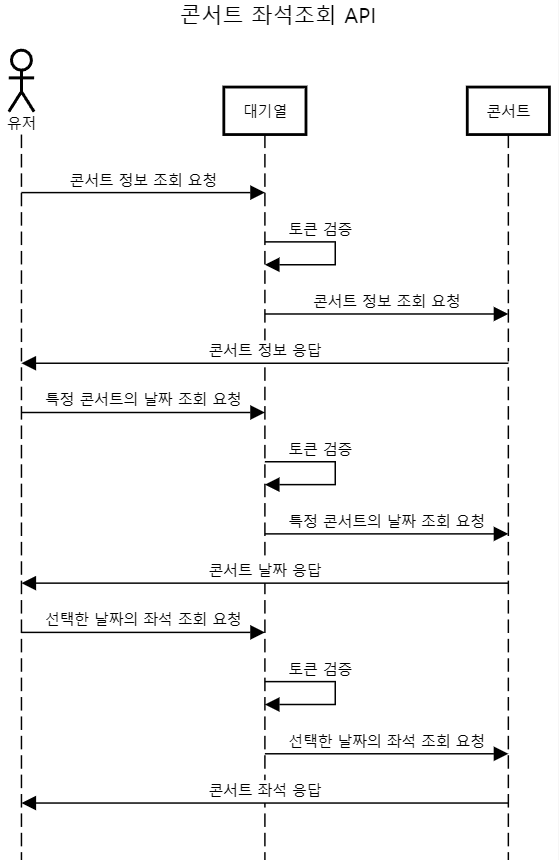 콘서트 좌석조회 API
유저
대기열
콘서트
콘서트 정보 조회 요청
토큰 검증
콘서트 정보 조회 요청
콘서트 정보 응답
특정 콘서트의 날짜 조회 요청
토큰 검증
특정 콘서트의 날짜 조회 요청
콘서트 날짜 응답
선택한 날짜의 좌석 조회 요청
토큰 검증
선택한 날짜의 좌석 조회 요청
콘서트 좌석 응답